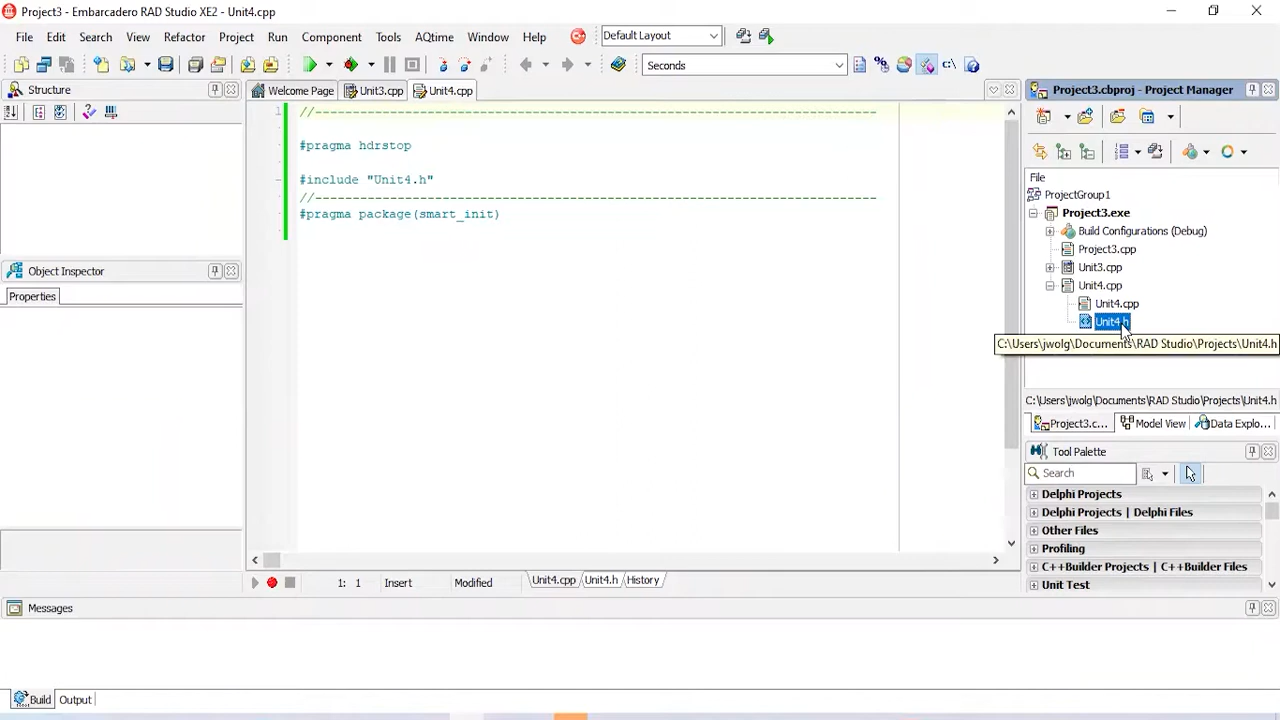 Project3 - Embarcadero RAD Studio XE2 - Unit4.cpp
File Edit Search View Refactor Project Run Component Tools AQtime Window Help Default Layout
Seconds
Structure
Welcome Page Unit3.cpp Unit4.cpp
Project3.cbproj - Project Manager
1 //---------------------------------------------------------------------------
#pragma hdrstop
#include "Unit4.h"
//---------------------------------------------------------------------------
#pragma package(smart_init)
File
ProjectGroup1
Project3.exe
Build Configurations (Debug)
Project3.cpp
Unit3.cpp
Unit4.cpp
Unit4.cpp
Unit4.h
C:\Users\jwolg\Documents\RAD Studio\Projects\Unit4.h
C:\Users\jwolg\Documents\RAD Studio\Projects\Unit4.h
Project3.c... Model View Data Explo...
Object Inspector
Properties
Tool Palette
Search
Delphi Projects
Delphi Projects | Delphi Files
Other Files
Profiling
C++Builder Projects | C++Builder Files
Unit Test
1: 1 Insert Modified Unit4.cpp Unit4.h History
Messages
Build Output